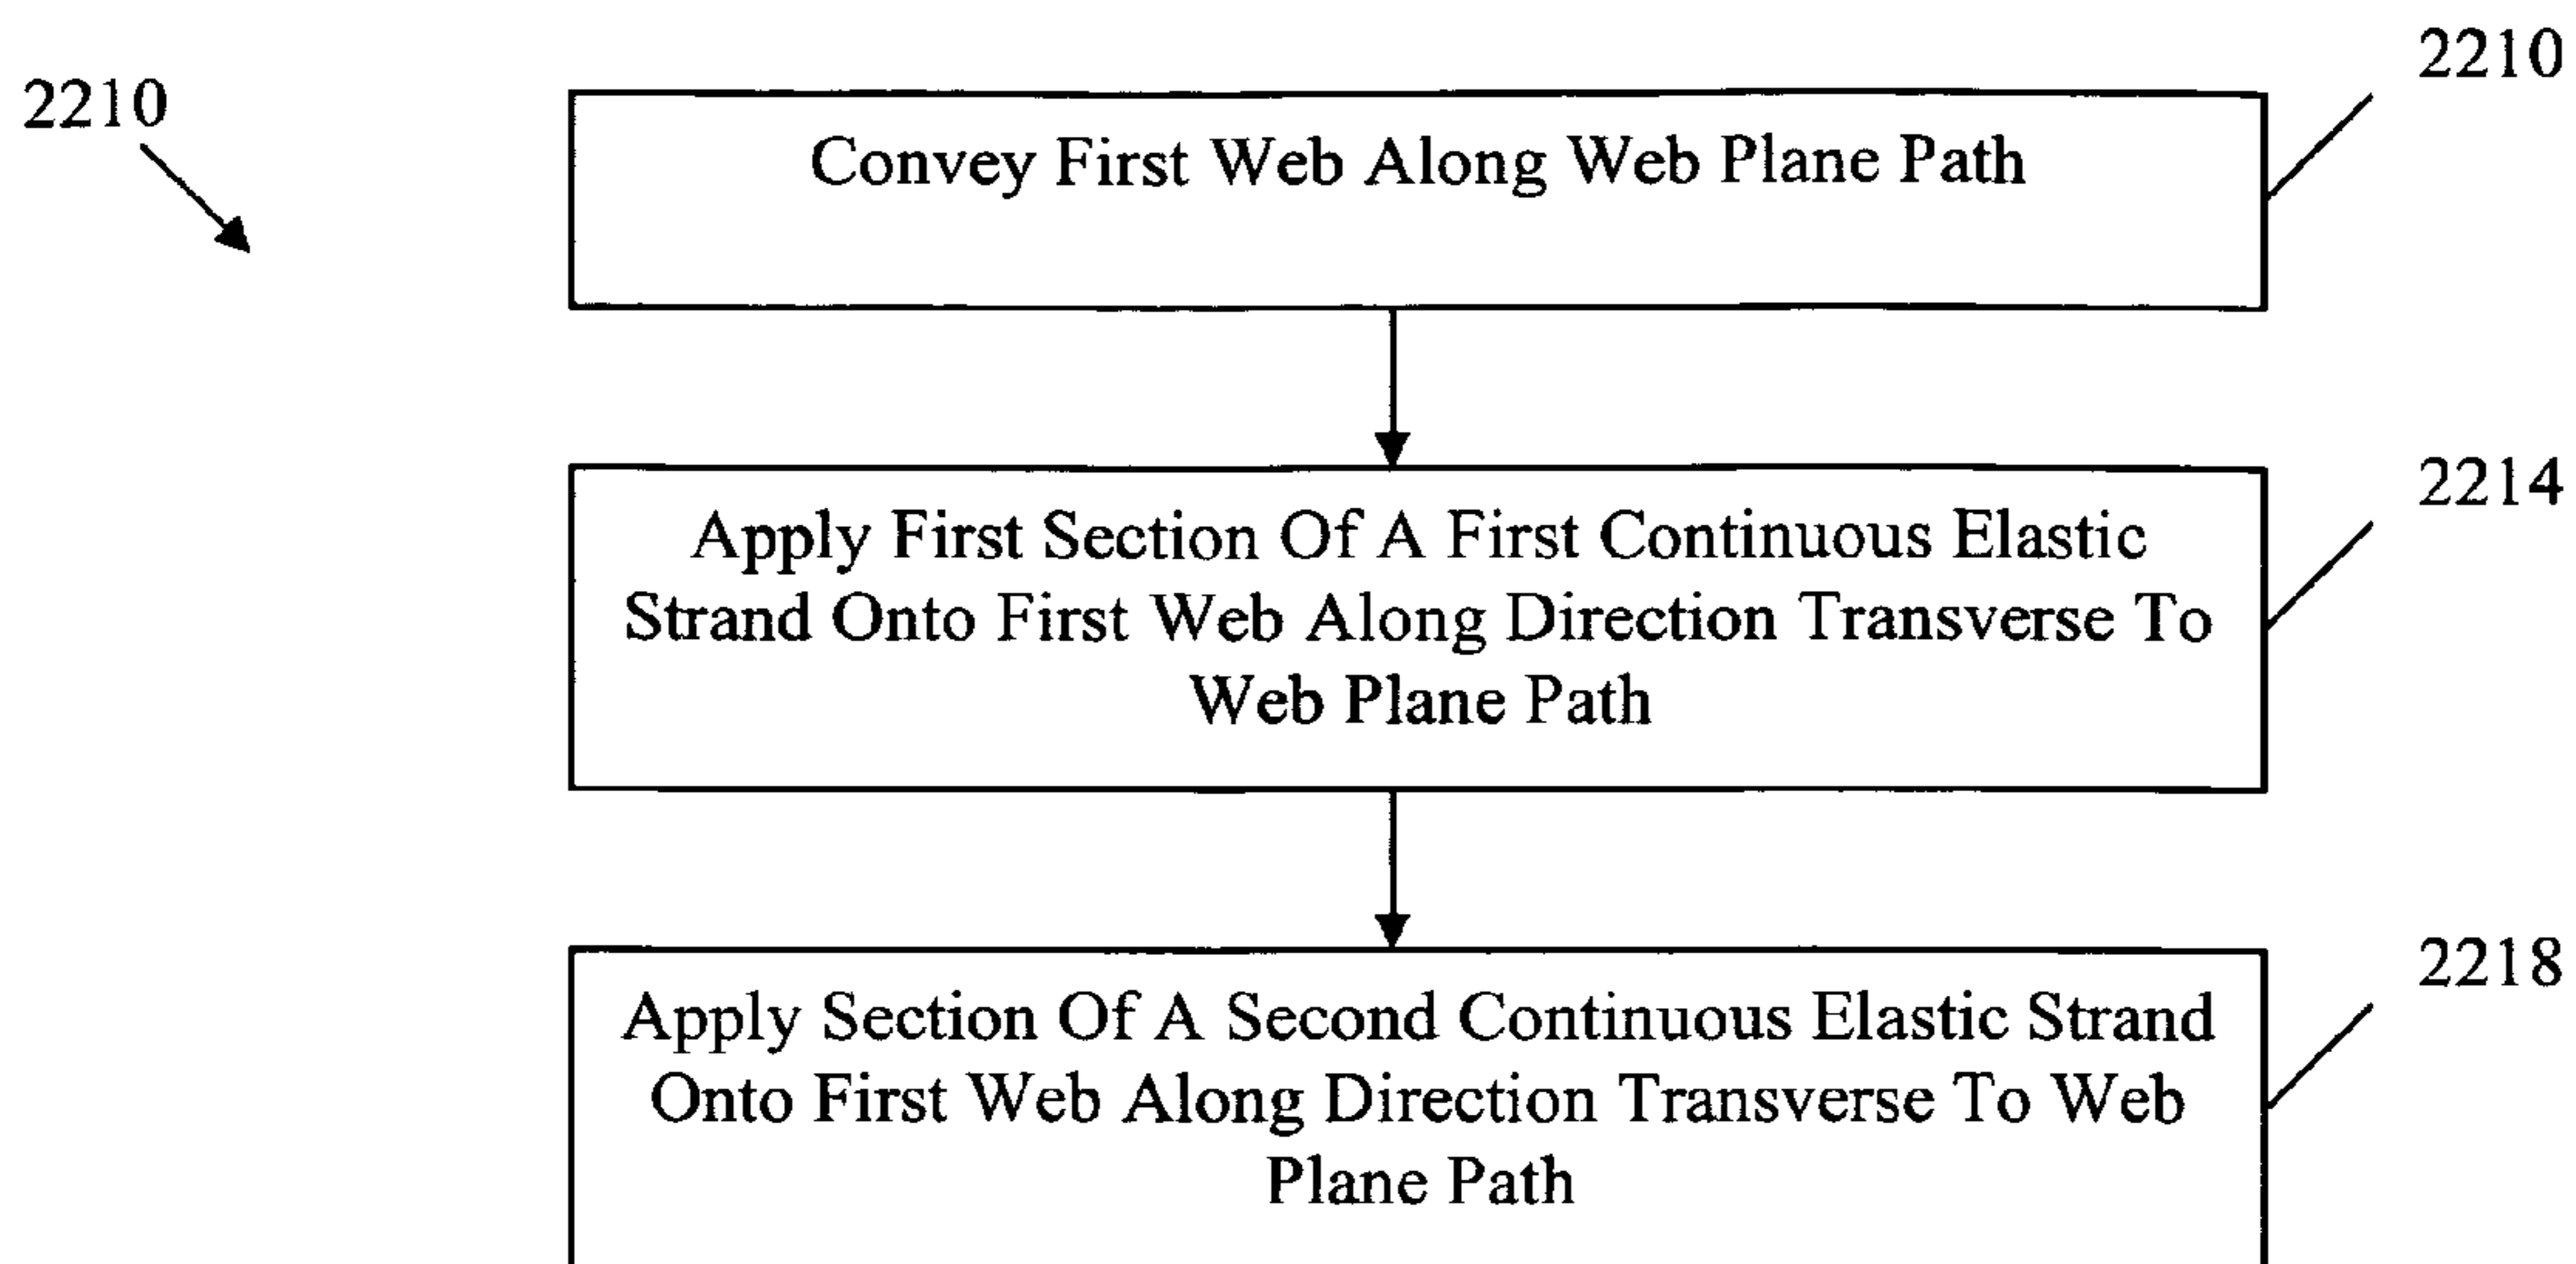 2210
2210
Convey First Web Along Web Plane Path
2214
Apply First Section Of A First Continuous Elastic
Strand Onto First Web Along Direction Transverse To
Web Plane Path
2218
Apply Section Of A Second Continuous Elastic Strand
Onto First Web Along Direction Transverse To Web
Plane Path